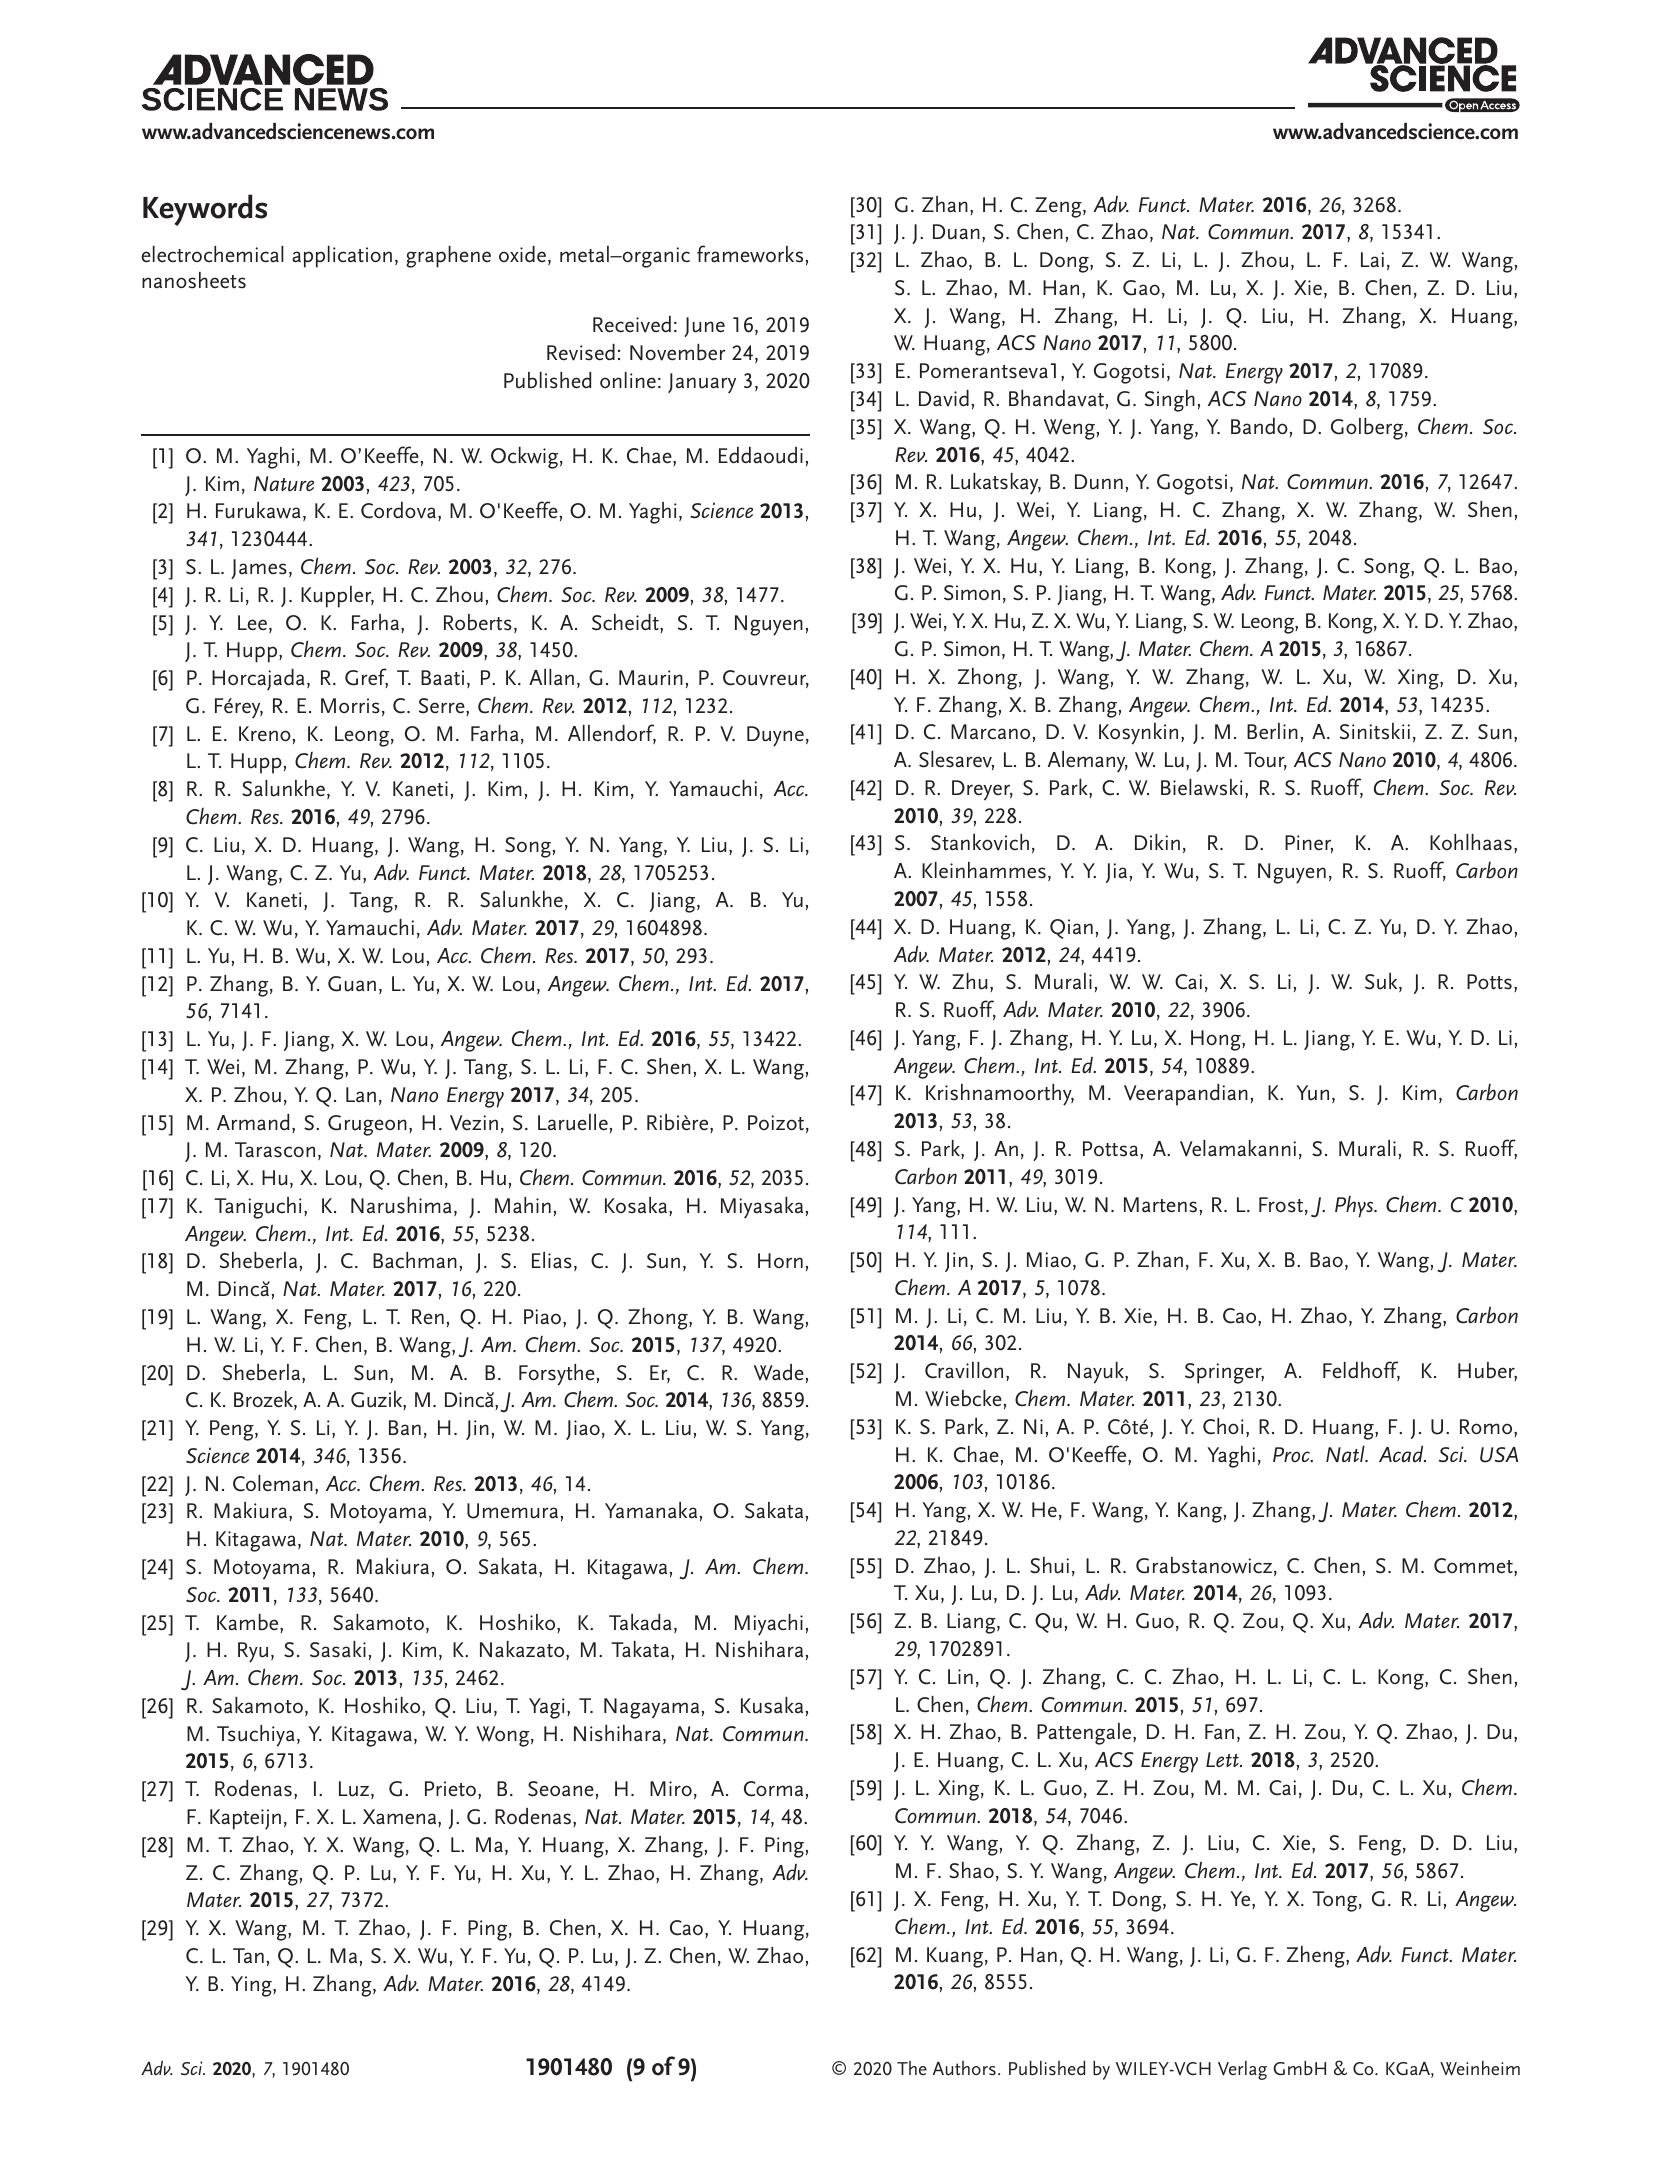 ADVANCED
SCIENCE NEWS
www.advancedsciencenews.com
ADVANCED
SCIENCE
Open Access
www.advancedscience.com
Keywords
electrochemical application, graphene oxide, metal–organic frameworks,
nanosheets
Received: June 16, 2019
Revised: November 24, 2019
Published online: January 3, 2020
[1] O. M. Yaghi, M. O’Keeffe, N. W. Ockwig, H. K. Chae, M. Eddaoudi,
J. Kim, Nature 2003, 423, 705.
[2] H. Furukawa, K. E. Cordova, M. O'Keeffe, O. M. Yaghi, Science 2013,
341, 1230444.
[3] S. L. James, Chem. Soc. Rev. 2003, 32, 276.
[4] J. R. Li, R. J. Kuppler, H. C. Zhou, Chem. Soc. Rev. 2009, 38, 1477.
[5] J. Y. Lee, O. K. Farha, J. Roberts, K. A. Scheidt, S. T. Nguyen,
J. T. Hupp, Chem. Soc. Rev. 2009, 38, 1450.
[6] P. Horcajada, R. Gref, T. Baati, P. K. Allan, G. Maurin, P. Couvreur,
G. Férey, R. E. Morris, C. Serre, Chem. Rev. 2012, 112, 1232.
[7] L. E. Kreno, K. Leong, O. M. Farha, M. Allendorf, R. P. V. Duyne,
L. T. Hupp, Chem. Rev. 2012, 112, 1105.
[8] R. R. Salunkhe, Y. V. Kaneti, J. Kim, J. H. Kim, Y. Yamauchi, Acc.
Chem. Res. 2016, 49, 2796.
[9] C. Liu, X. D. Huang, J. Wang, H. Song, Y. N. Yang, Y. Liu, J. S. Li,
L. J. Wang, C. Z. Yu, Adv. Funct. Mater. 2018, 28, 1705253.
[10] Y. V. Kaneti, J. Tang, R. R. Salunkhe, X. C. Jiang, A. B. Yu,
K. C. W. Wu, Y. Yamauchi, Adv. Mater. 2017, 29, 1604898.
[11] L. Yu, H. B. Wu, X. W. Lou, Acc. Chem. Res. 2017, 50, 293.
[12] P. Zhang, B. Y. Guan, L. Yu, X. W. Lou, Angew. Chem., Int. Ed. 2017,
56, 7141.
[13] L. Yu, J. F. Jiang, X. W. Lou, Angew. Chem., Int. Ed. 2016, 55, 13422.
[14] T. Wei, M. Zhang, P. Wu, Y. J. Tang, S. L. Li, F. C. Shen, X. L. Wang,
X. P. Zhou, Y. Q. Lan, Nano Energy 2017, 34, 205.
[15] M. Armand, S. Grugeon, H. Vezin, S. Laruelle, P. Ribière, P. Poizot,
J. M. Tarascon, Nat. Mater. 2009, 8, 120.
[16] C. Li, X. Hu, X. Lou, Q. Chen, B. Hu, Chem. Commun. 2016, 52, 2035.
[17] K. Taniguchi, K. Narushima, J. Mahin, W. Kosaka, H. Miyasaka,
Angew. Chem., Int. Ed. 2016, 55, 5238.
[18] D. Sheberla, J. C. Bachman, J. S. Elias, C. J. Sun, Y. S. Horn,
M. Dincă, Nat. Mater. 2017, 16, 220.
[19] L. Wang, X. Feng, L. T. Ren, Q. H. Piao, J. Q. Zhong, Y. B. Wang,
H. W. Li, Y. F. Chen, B. Wang, J. Am. Chem. Soc. 2015, 137, 4920.
[20] D. Sheberla, L. Sun, M. A. B. Forsythe, S. Er, C. R. Wade,
C. K. Brozek, A. A. Guzik, M. Dincă, J. Am. Chem. Soc. 2014, 136, 8859.
[21] Y. Peng, Y. S. Li, Y. J. Ban, H. Jin, W. M. Jiao, X. L. Liu, W. S. Yang,
Science 2014, 346, 1356.
[22] J. N. Coleman, Acc. Chem. Res. 2013, 46, 14.
[23] R. Makiura, S. Motoyama, Y. Umemura, H. Yamanaka, O. Sakata,
H. Kitagawa, Nat. Mater. 2010, 9, 565.
[24] S. Motoyama, R. Makiura, O. Sakata, H. Kitagawa, J. Am. Chem.
Soc. 2011, 133, 5640.
[25] T. Kambe, R. Sakamoto, K. Hoshiko, K. Takada, M. Miyachi,
J. H. Ryu, S. Sasaki, J. Kim, K. Nakazato, M. Takata, H. Nishihara,
J. Am. Chem. Soc. 2013, 135, 2462.
[26] R. Sakamoto, K. Hoshiko, Q. Liu, T. Yagi, T. Nagayama, S. Kusaka,
M. Tsuchiya, Y. Kitagawa, W. Y. Wong, H. Nishihara, Nat. Commun.
2015, 6, 6713.
[27] T. Rodenas, I. Luz, G. Prieto, B. Seoane, H. Miro, A. Corma,
F. Kapteijn, F. X. L. Xamena, J. G. Rodenas, Nat. Mater. 2015, 14, 48.
[28] M. T. Zhao, Y. X. Wang, Q. L. Ma, Y. Huang, X. Zhang, J. F. Ping,
Z. C. Zhang, Q. P. Lu, Y. F. Yu, H. Xu, Y. L. Zhao, H. Zhang, Adv.
Mater. 2015, 27, 7372.
[29] Y. X. Wang, M. T. Zhao, J. F. Ping, B. Chen, X. H. Cao, Y. Huang,
C. L. Tan, Q. L. Ma, S. X. Wu, Y. F. Yu, Q. P. Lu, J. Z. Chen, W. Zhao,
Y. B. Ying, H. Zhang, Adv. Mater. 2016, 28, 4149.
[30] G. Zhan, H. C. Zeng, Adv. Funct. Mater. 2016, 26, 3268.
[31] J. J. Duan, S. Chen, C. Zhao, Nat. Commun. 2017, 8, 15341.
[32] L. Zhao, B. L. Dong, S. Z. Li, L. J. Zhou, L. F. Lai, Z. W. Wang,
S. L. Zhao, M. Han, K. Gao, M. Lu, X. J. Xie, B. Chen, Z. D. Liu,
X. J. Wang, H. Zhang, H. Li, J. Q. Liu, H. Zhang, X. Huang,
W. Huang, ACS Nano 2017, 11, 5800.
[33] E. Pomerantseva1, Y. Gogotsi, Nat. Energy 2017, 2, 17089.
[34] L. David, R. Bhandavat, G. Singh, ACS Nano 2014, 8, 1759.
[35] X. Wang, Q. H. Weng, Y. J. Yang, Y. Bando, D. Golberg, Chem. Soc.
Rev. 2016, 45, 4042.
[36] M. R. Lukatskay, B. Dunn, Y. Gogotsi, Nat. Commun. 2016, 7, 12647.
[37] Y. X. Hu, J. Wei, Y. Liang, H. C. Zhang, X. W. Zhang, W. Shen,
H. T. Wang, Angew. Chem., Int. Ed. 2016, 55, 2048.
[38] J. Wei, Y. X. Hu, Y. Liang, B. Kong, J. Zhang, J. C. Song, Q. L. Bao,
G. P. Simon, S. P. Jiang, H. T. Wang, Adv. Funct. Mater. 2015, 25, 5768.
[39] J. Wei, Y. X. Hu, Z. X. Wu, Y. Liang, S. W. Leong, B. Kong, X. Y. D. Y. Zhao,
G. P. Simon, H. T. Wang, J. Mater. Chem. A 2015, 3, 16867.
[40] H. X. Zhong, J. Wang, Y. W. Zhang, W. L. Xu, W. Xing, D. Xu,
Y. F. Zhang, X. B. Zhang, Angew. Chem., Int. Ed. 2014, 53, 14235.
[41] D. C. Marcano, D. V. Kosynkin, J. M. Berlin, A. Sinitskii, Z. Z. Sun,
A. Slesarev, L. B. Alemany, W. Lu, J. M. Tour, ACS Nano 2010, 4, 4806.
[42] D. R. Dreyer, S. Park, C. W. Bielawski, R. S. Ruoff, Chem. Soc. Rev.
2010, 39, 228.
[43] S. Stankovich, D. A. Dikin, R. D. Piner, K. A. Kohlhaas,
A. Kleinhammes, Y. Y. Jia, Y. Wu, S. T. Nguyen, R. S. Ruoff, Carbon
2007, 45, 1558.
[44] X. D. Huang, K. Qian, J. Yang, J. Zhang, L. Li, C. Z. Yu, D. Y. Zhao,
Adv. Mater. 2012, 24, 4419.
[45] Y. W. Zhu, S. Murali, W. W. Cai, X. S. Li, J. W. Suk, J. R. Potts,
R. S. Ruoff, Adv. Mater. 2010, 22, 3906.
[46] J. Yang, F. J. Zhang, H. Y. Lu, X. Hong, H. L. Jiang, Y. E. Wu, Y. D. Li,
Angew. Chem., Int. Ed. 2015, 54, 10889.
[47] K. Krishnamoorthy, M. Veerapandian, K. Yun, S. J. Kim, Carbon
2013, 53, 38.
[48] S. Park, J. An, J. R. Pottsa, A. Velamakanni, S. Murali, R. S. Ruoff,
Carbon 2011, 49, 3019.
[49] J. Yang, H. W. Liu, W. N. Martens, R. L. Frost, J. Phys. Chem. C 2010,
114, 111.
[50] H. Y. Jin, S. J. Miao, G. P. Zhan, F. Xu, X. B. Bao, Y. Wang, J. Mater.
Chem. A 2017, 5, 1078.
[51] M. J. Li, C. M. Liu, Y. B. Xie, H. B. Cao, H. Zhao, Y. Zhang, Carbon
2014, 66, 302.
[52] J. Cravillon, R. Nayuk, S. Springer, A. Feldhoff, K. Huber,
M. Wiebcke, Chem. Mater. 2011, 23, 2130.
[53] K. S. Park, Z. Ni, A. P. Côté, J. Y. Choi, R. D. Huang, F. J. U. Romo,
H. K. Chae, M. O'Keeffe, O. M. Yaghi, Proc. Natl. Acad. Sci. USA
2006, 103, 10186.
[54] H. Yang, X. W. He, F. Wang, Y. Kang, J. Zhang, J. Mater. Chem. 2012,
22, 21849.
[55] D. Zhao, J. L. Shui, L. R. Grabstanowicz, C. Chen, S. M. Commet,
T. Xu, J. Lu, D. J. Lu, Adv. Mater. 2014, 26, 1093.
[56] Z. B. Liang, C. Qu, W. H. Guo, R. Q. Zou, Q. Xu, Adv. Mater. 2017,
29, 1702891.
[57] Y. C. Lin, Q. J. Zhang, C. C. Zhao, H. L. Li, C. L. Kong, C. Shen,
L. Chen, Chem. Commun. 2015, 51, 697.
[58] X. H. Zhao, B. Pattengale, D. H. Fan, Z. H. Zou, Y. Q. Zhao, J. Du,
J. E. Huang, C. L. Xu, ACS Energy Lett. 2018, 3, 2520.
[59] J. L. Xing, K. L. Guo, Z. H. Zou, M. M. Cai, J. Du, C. L. Xu, Chem.
Commun. 2018, 54, 7046.
[60] Y. Y. Wang, Y. Q. Zhang, Z. J. Liu, C. Xie, S. Feng, D. D. Liu,
M. F. Shao, S. Y. Wang, Angew. Chem., Int. Ed. 2017, 56, 5867.
[61] J. X. Feng, H. Xu, Y. T. Dong, S. H. Ye, Y. X. Tong, G. R. Li, Angew.
Chem., Int. Ed. 2016, 55, 3694.
[62] M. Kuang, P. Han, Q. H. Wang, J. Li, G. F. Zheng, Adv. Funct. Mater.
2016, 26, 8555.
Adv. Sci. 2020, 7, 1901480
1901480 (9 of 9)
© 2020 The Authors. Published by WILEY-VCH Verlag GmbH & Co. KGaA, Weinheim